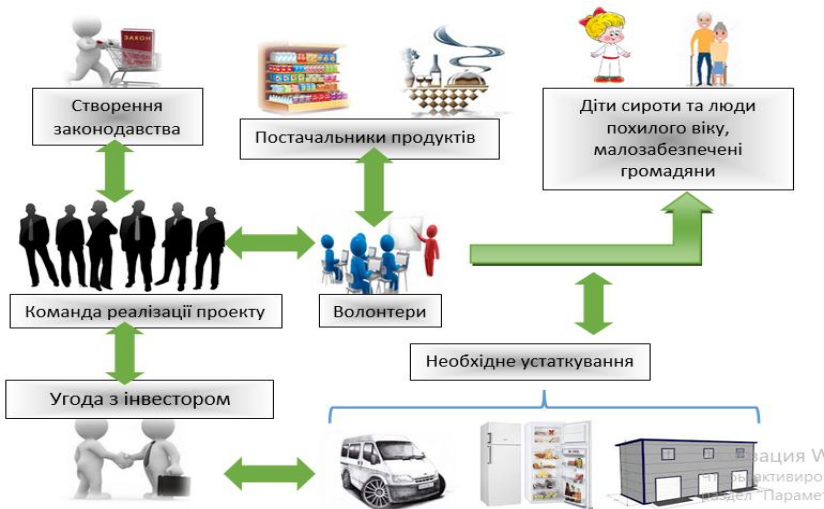 ЗАКОН
Створення
законодавства
Постачальники продуктів
Діти сироти та люди
похилого віку,
малозабезпечені
громадяни
Команда реалізації проекту
Волонтери
Необхідне устаткування
Угода з інвестором